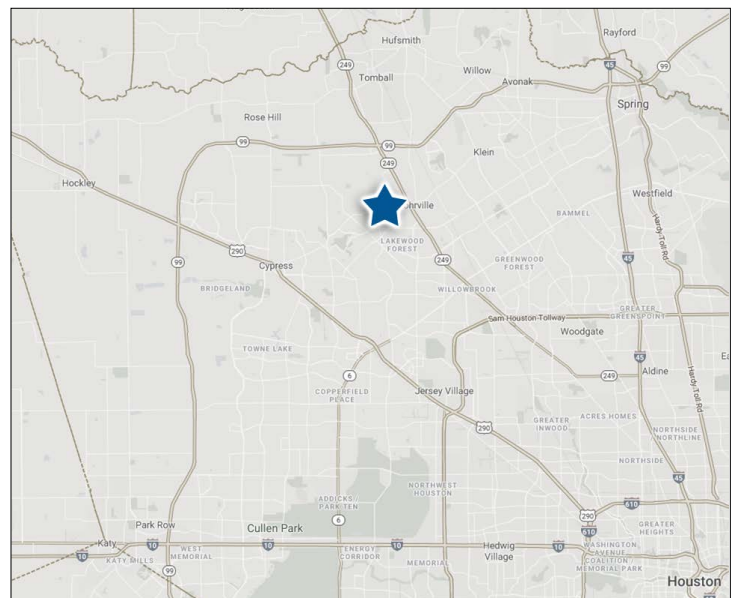 Hufsmith
Rayford
249
45
99
Willow
Tomball
Avonak
Spring
Rose Hill
99
99
249
Klein
Hockley
Westfield
hrville
BAMMEL
Hardy Toll Rd
LAKEWOOD
FOREST
290
249
GREENWOOD
FOREST
45
99
Cypress
BRIDGELAND
WILLOWBROOK
GREATER
GREENSPOINT
Sam Houston Tollway
Woodgate
TOWNE LAKE
45
6
249
Aldine
Hardy Toll Rd
COPPERFIELD
PLACE
Jersey Village
290
GREATER
INWOOD
ACRES HOMES
NORTHSIDE
NORTHLINE
NORTHSIDE
45
NORTHWEST
HOUSTON
ADDICKS
PARK TEN
610
Park Row
Cullen Park
6
290
610
GREATER
HEIGHTS
Katy
10
10
10
10
10
WEST
MEMORIAL
KATY MILLS
ENERGY
CORRIDOR
MEMORIAL
Hedwig
Village
WASHINGTON
AVENUE
COALITION
MEMORIAL PARK
99
Houston